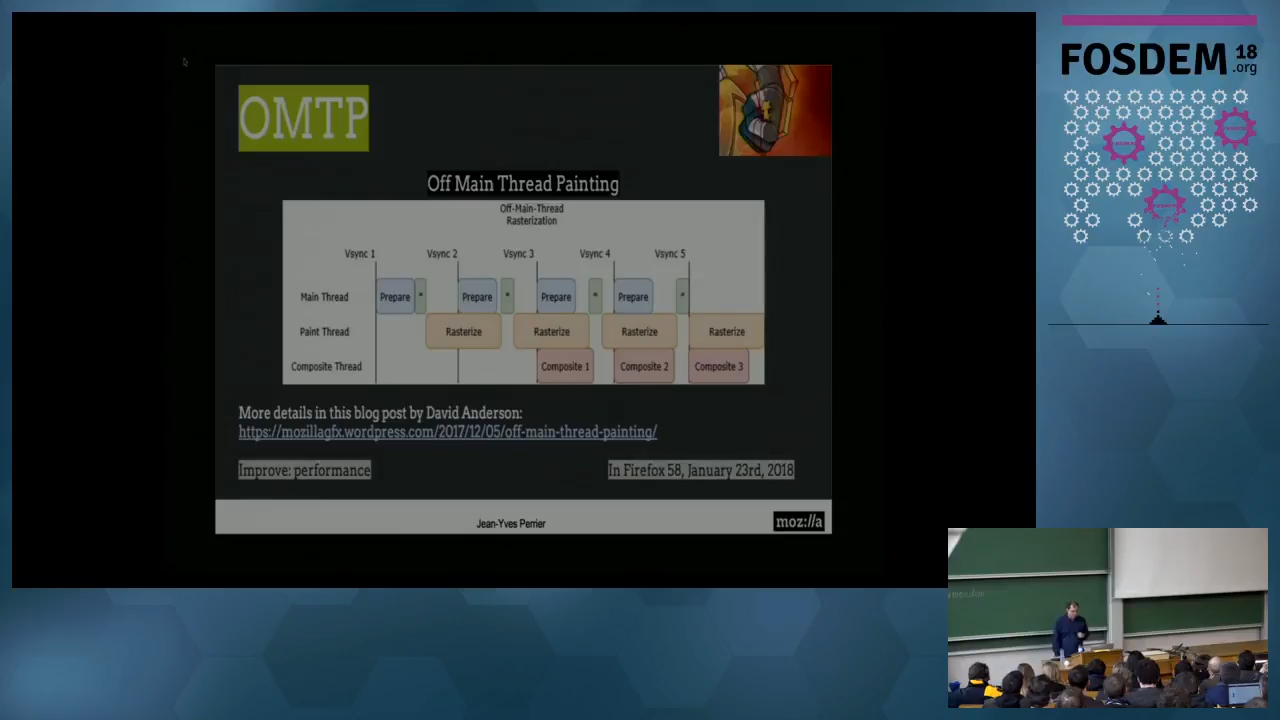 OMTP
Off Main Thread Painting
Off-Main-Thread
Rasterization
Vsync 1 Vsync 2 Vsync 3 Vsync 4 Vsync 5
Main Thread Prepare * Prepare * Prepare * Prepare *
Paint Thread Rasterize Rasterize Rasterize Rasterize
Composite Thread Composite 1 Composite 2 Composite 3
More details in this blog post by David Anderson:
https://mozillagfx.wordpress.com/2017/12/05/off-main-thread-painting/
Improve: performance In Firefox 58, January 23rd, 2018
Jean-Yves Perrier moz://a
FOSDEM 18
.org